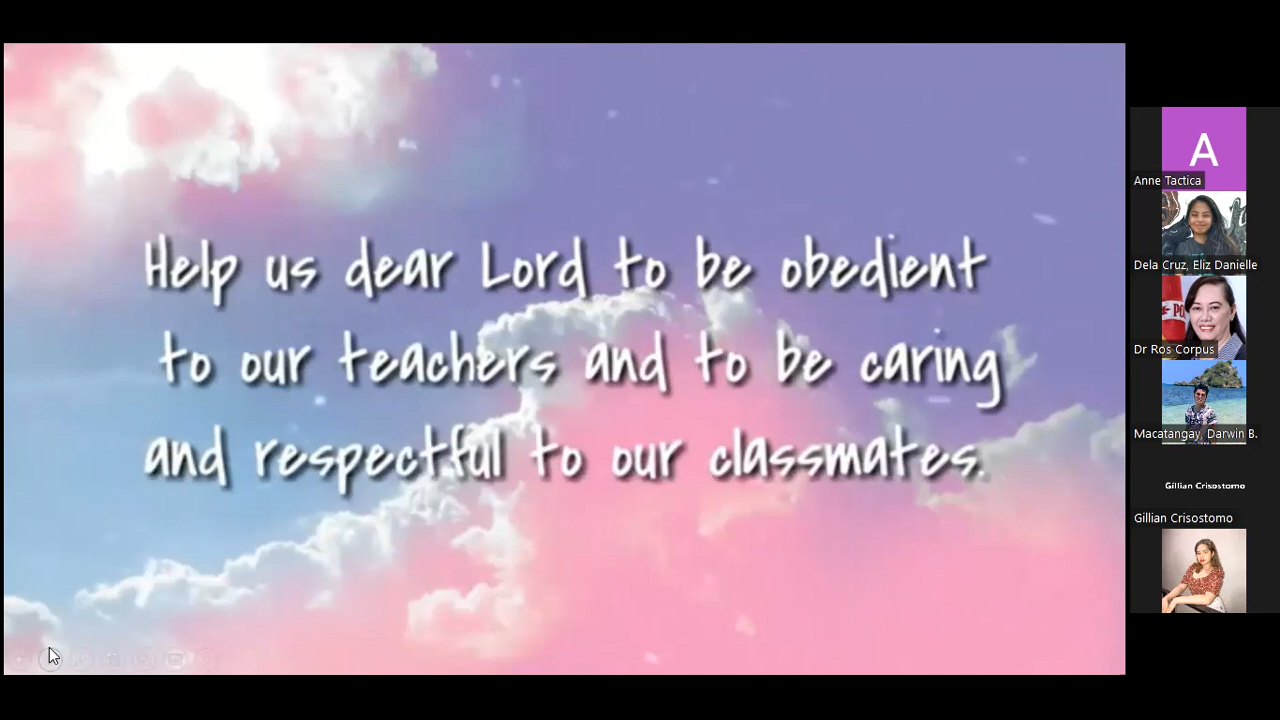 Help us dear Lord to be obedient
to our teachers and to be caring
and respectful to our classmates.
A
Anne Tactica
Dela Cruz, Eliz Danielle
Dr Ros Corpus
Macatangay, Darwin B.
Gillian Crisostomo
Gillian Crisostomo